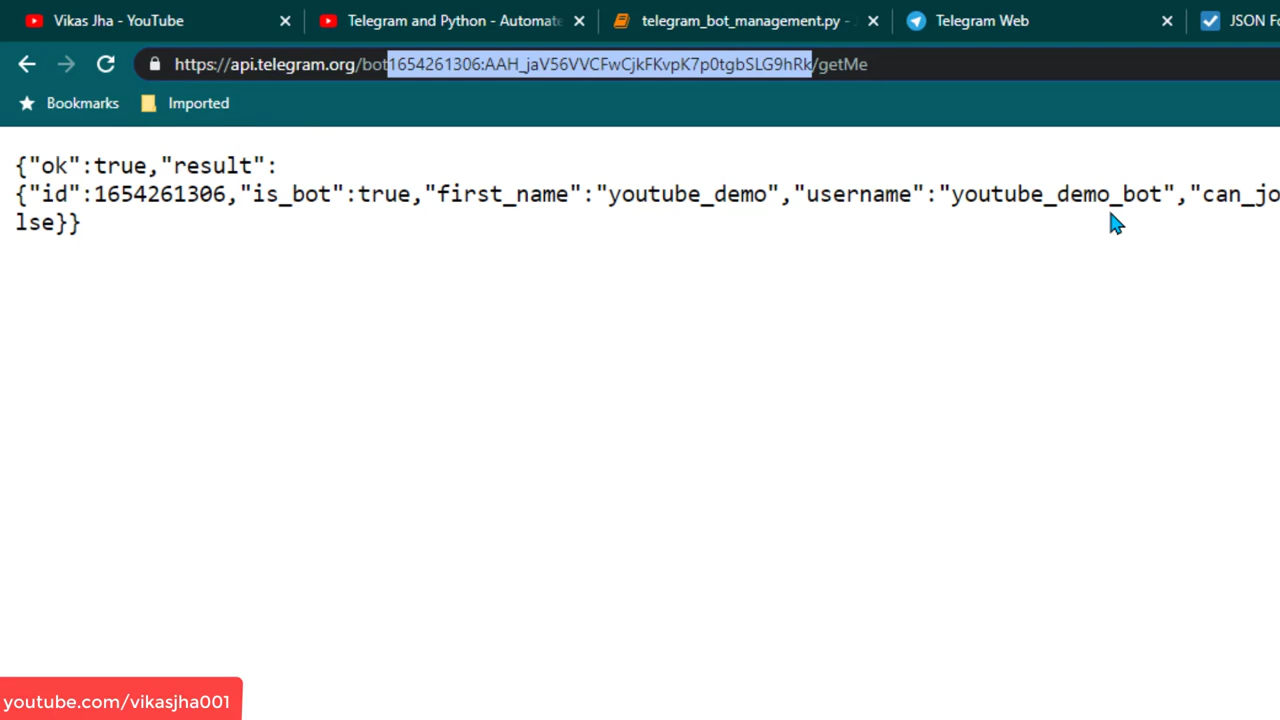 Vikas Jha - YouTube
Telegram and Python - Automate
telegram_bot_management.py -
Telegram Web
JSON Fo
https://api.telegram.org/bot1654261306:AAH_jaV56VVCFwCjkFKvpK7p0tgbSLG9hRk/getMe
Bookmarks
Imported
{"ok":true,"result":
{"id":1654261306,"is_bot":true,"first_name":"youtube_demo","username":"youtube_demo_bot","can_jo
lse}}
youtube.com/vikasjha001